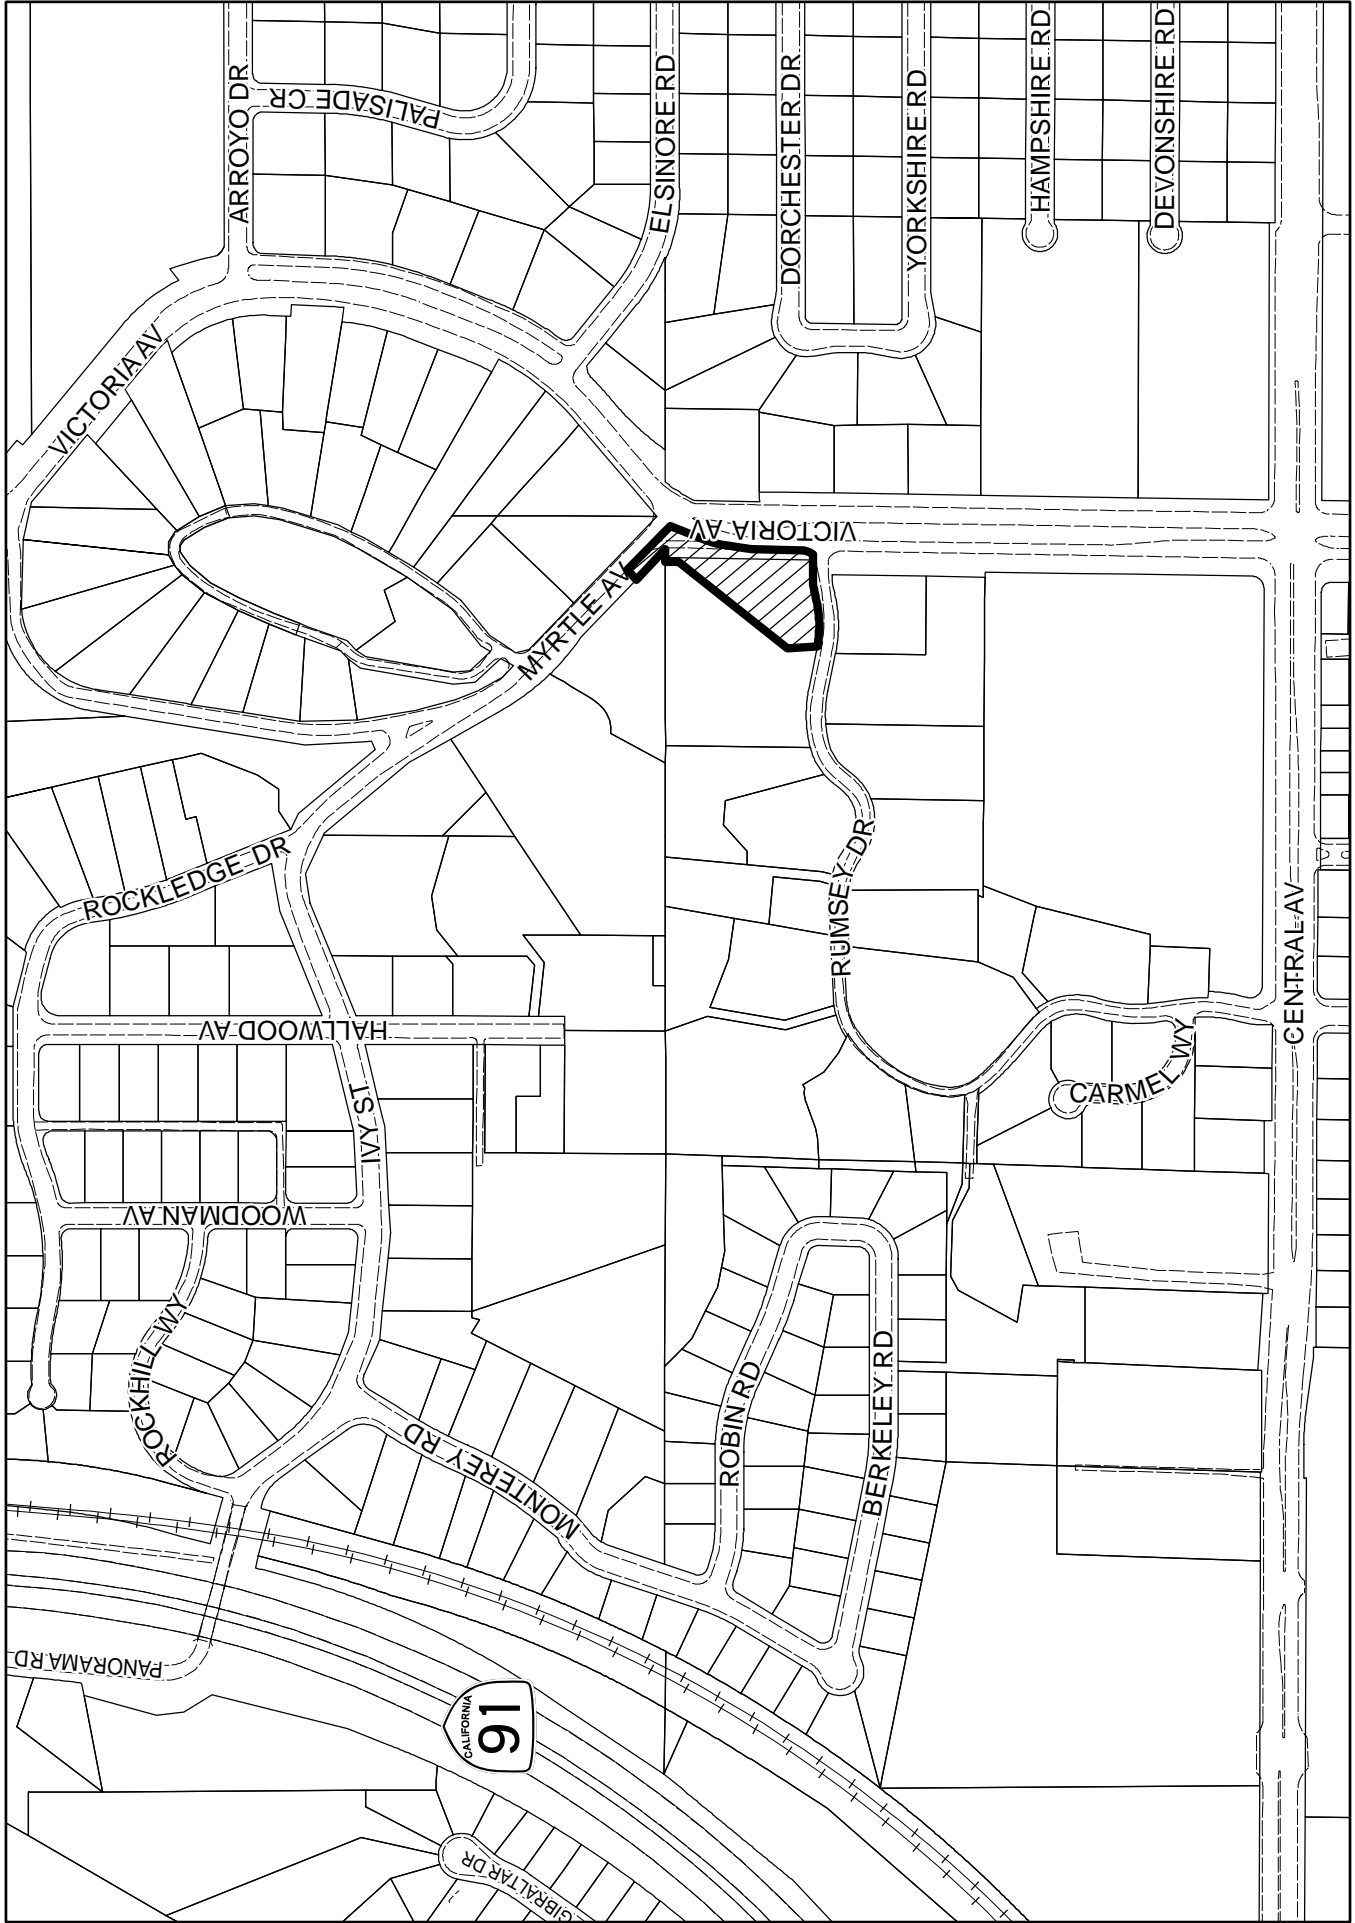 ARROYO DR
PALISADE CR
ELSINORE RD
DORCHESTER DR
YORKSHIRE RD
HAMPSHIRE RD
DEVONSHIRE RD
VICTORIA AV
VICTORIA AV
MYRTLE AV
ROCKLEDGE DR
RUMSEY DR
CENTRAL AV
HALLWOOD AV
IVY ST
CARMEL WY
WOODMAN AV
ROCKHILL WY
MONTEREY RD
ROBIN RD
BERKELEY RD
PANORAMA RD
CALIFORNIA
91
GIBRALTAR DR